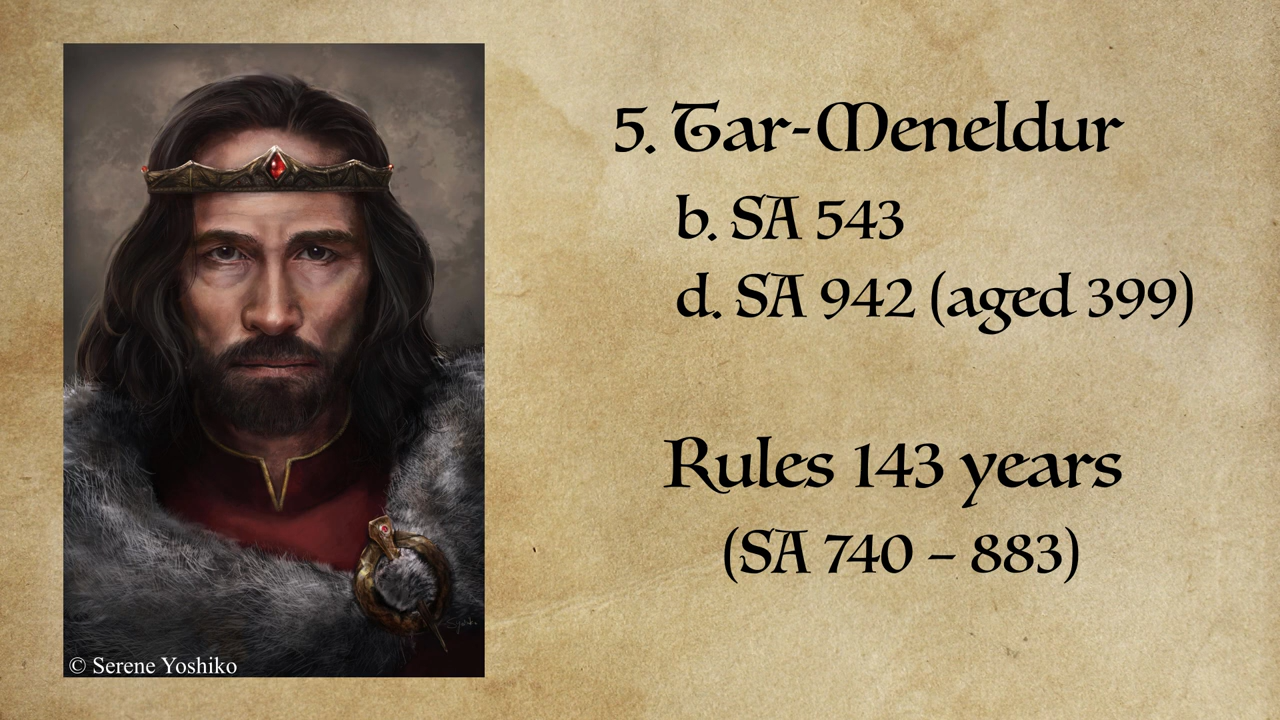 5. Tar-Meneldur
b. SA 543
d. SA 942 (aged 399)
Rules 143 years
(SA 740 – 883)
© Serene Yoshiko